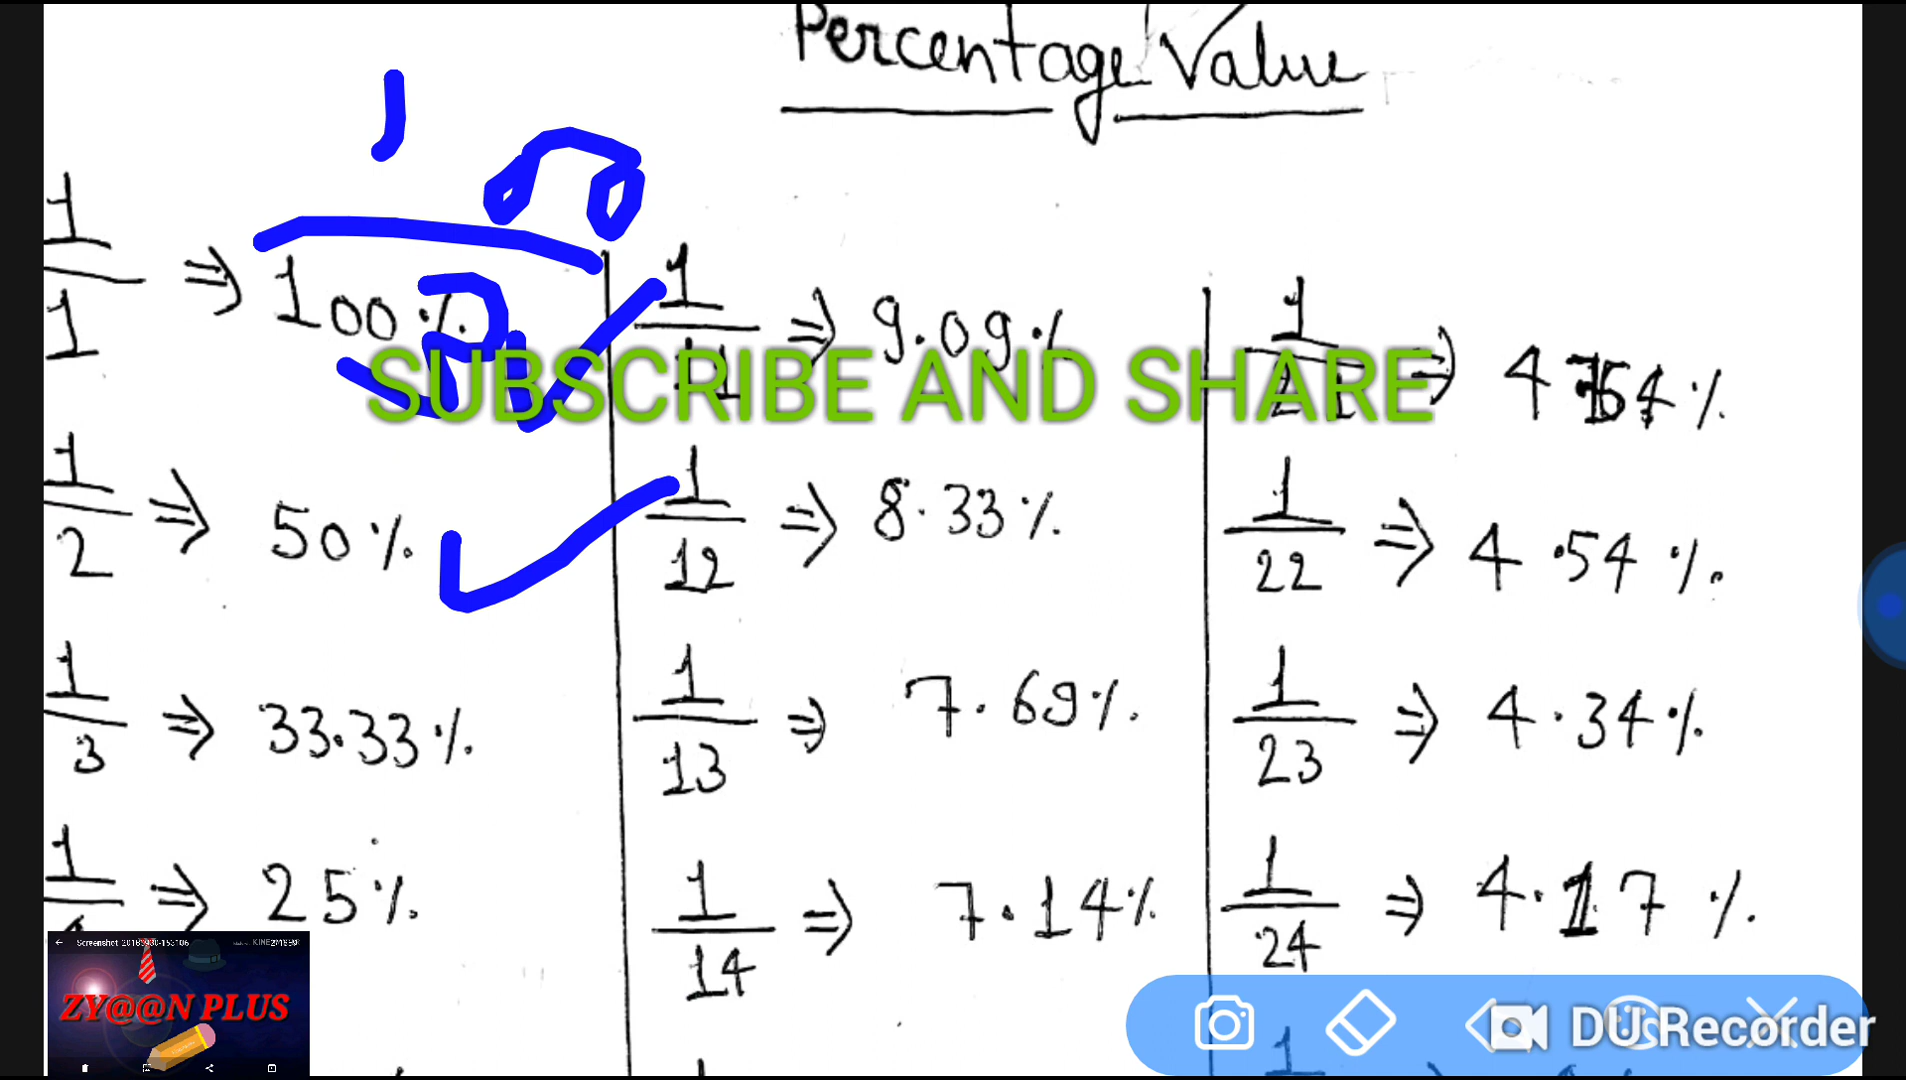 Percentage Value
1/1 ⇒ 100%
1/11 ⇒ 9.09%
SUBSCRIBE AND SHARE
1/2 ⇒ 50%
1/12 ⇒ 8.33%
1/22 ⇒ 4.54%
1/3 ⇒ 33.33%
1/13 ⇒ 7.69%
1/23 ⇒ 4.34%
⇒ 25%
1/14 ⇒ 7.14%
1/24 ⇒ 4.17%
ZY@@N PLUS
DU Recorder